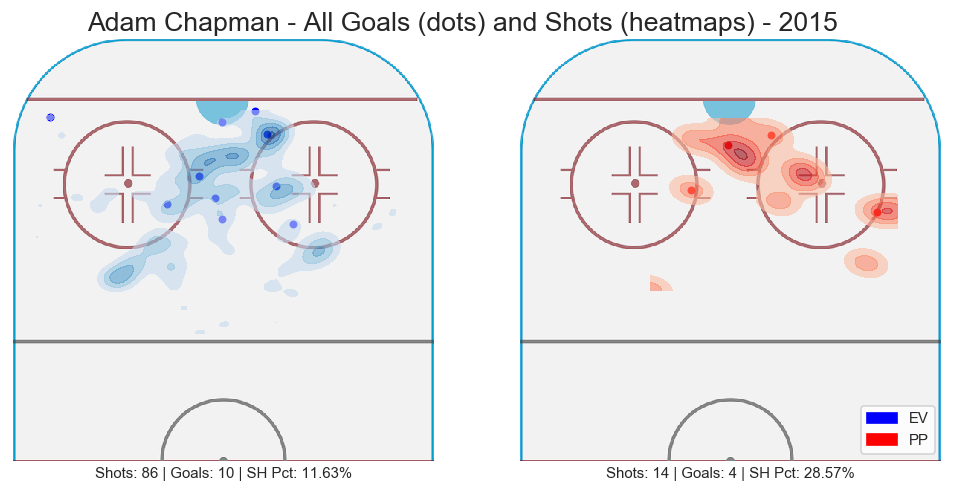 Adam Chapman - All Goals (dots) and Shots (heatmaps) - 2015
EV
PP
Shots: 86 | Goals: 10 | SH Pct: 11.63%
Shots: 14 | Goals: 4 | SH Pct: 28.57%